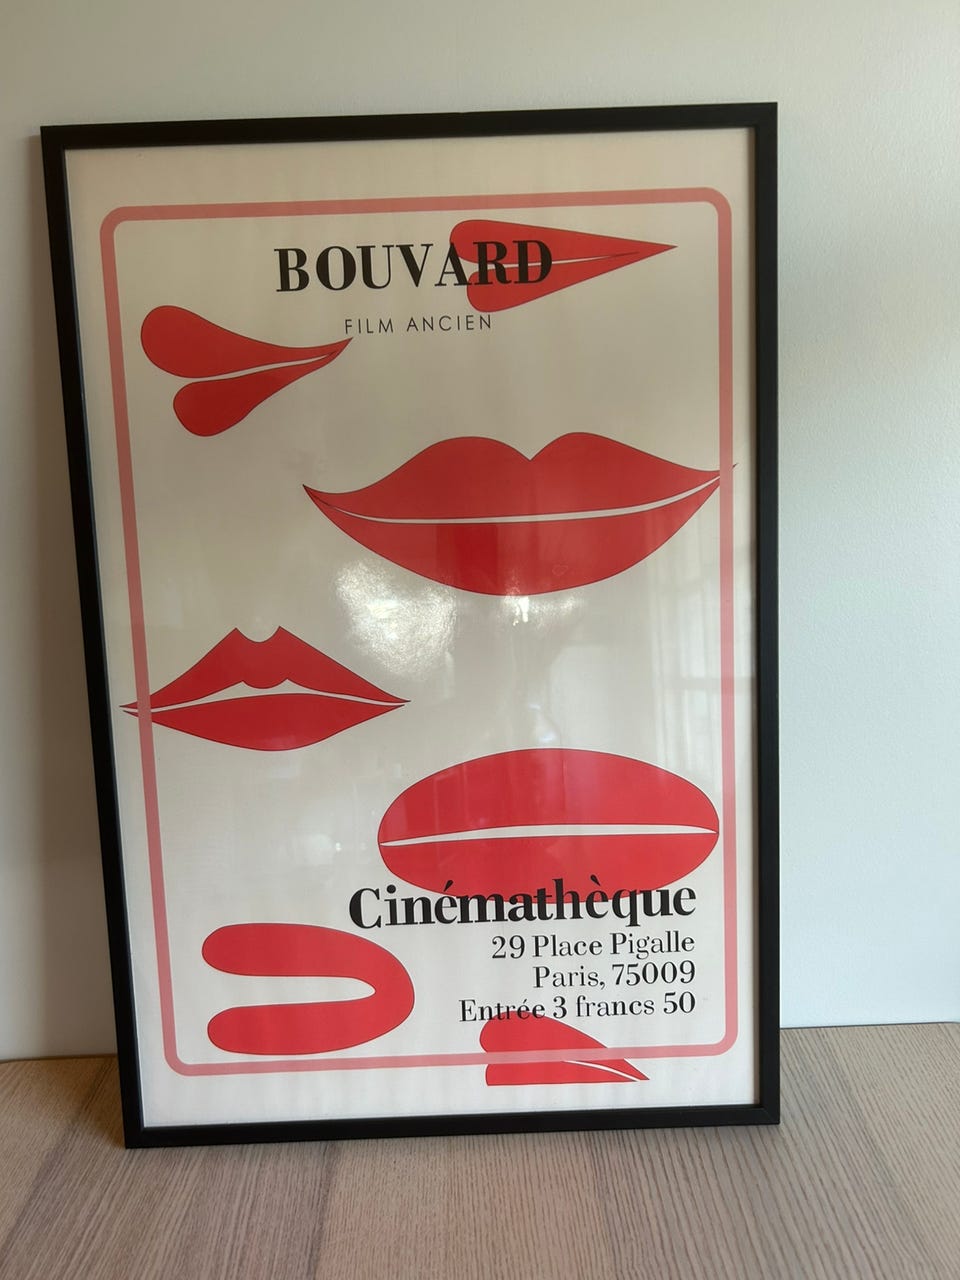 BOUVARD
FILM ANCIEN
Cinémathèque
29 Place Pigalle
Paris, 75009
Entrée 3 francs 50